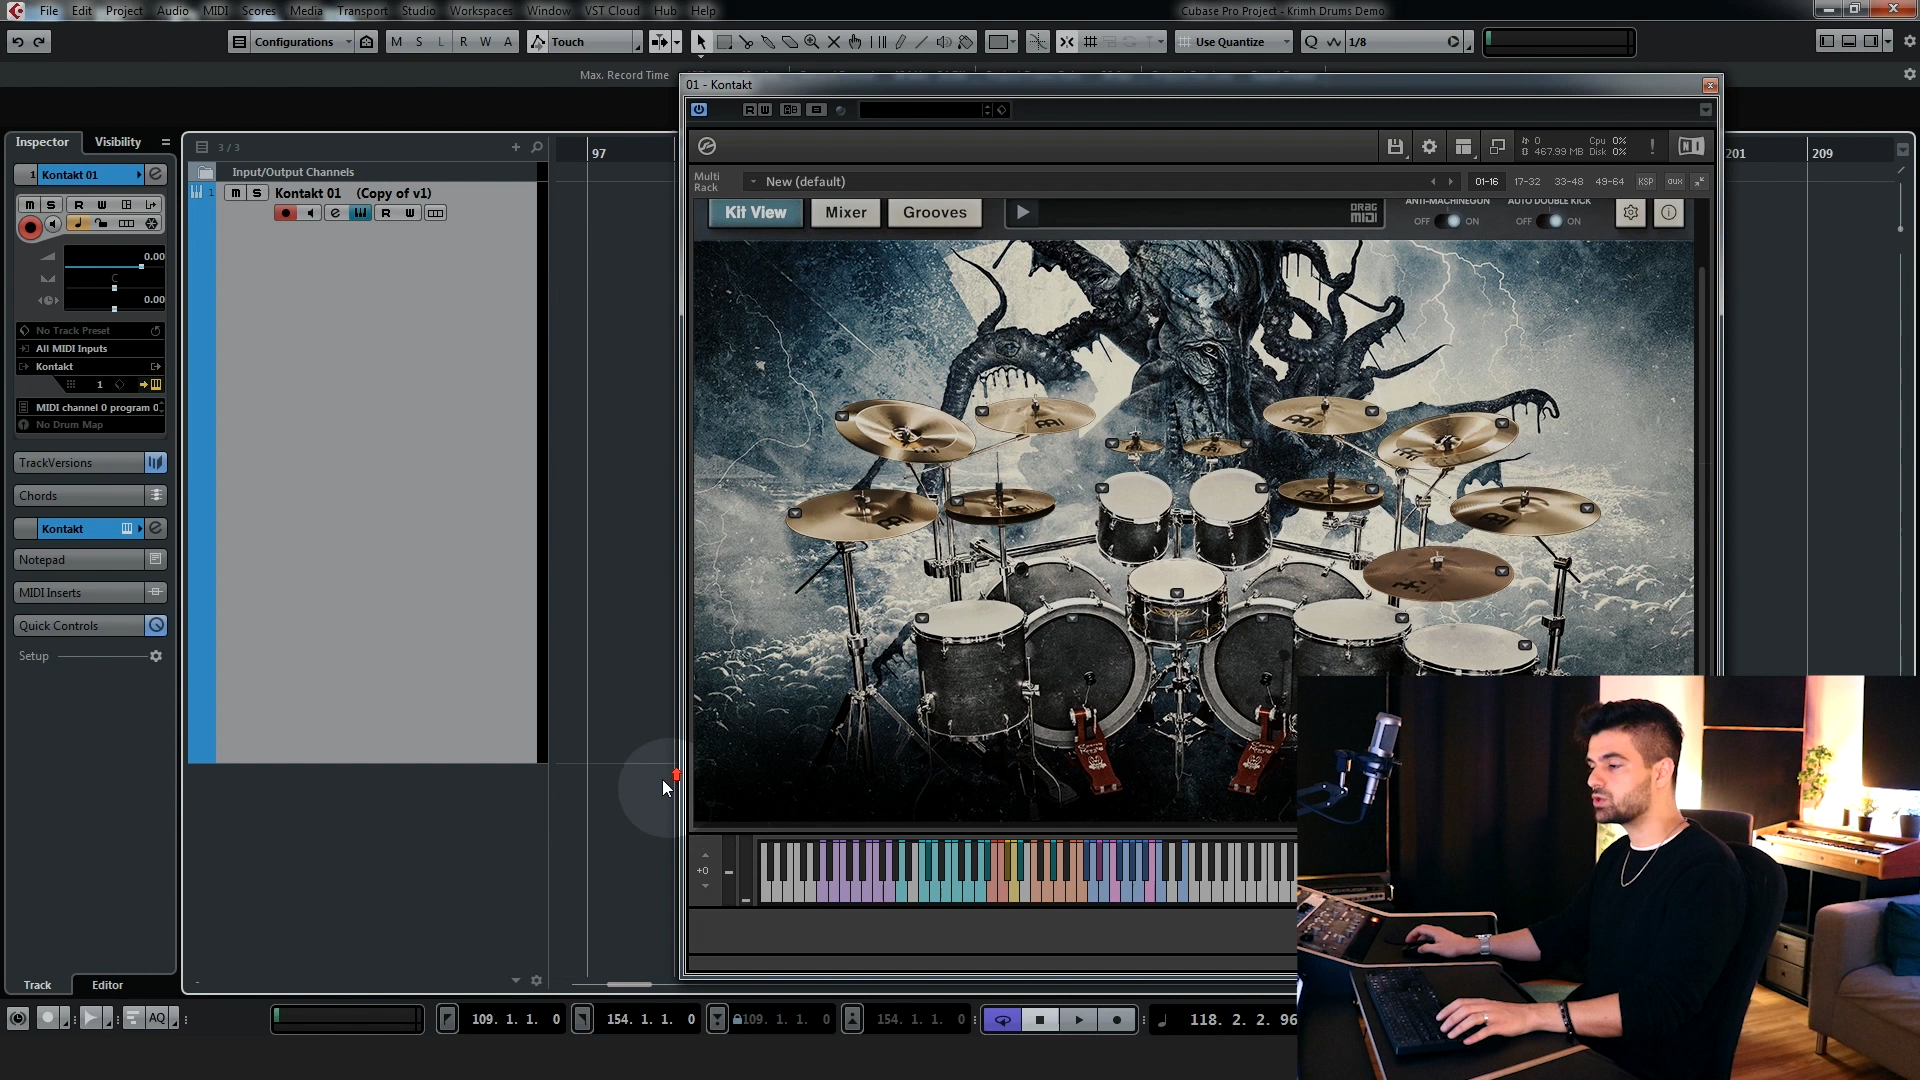 File Edit Project Audio MIDI Scores Media Transport Studio Workspaces Window VST Cloud Hub Help
Cubase Pro Project - Krimh Drums Demo
Configurations
M S L R W A
Touch
Use Quantize
Q 1/8
Max. Record Time
01 - Kontakt
Inspector Visibility
3 / 3
97
201
209
1 Kontakt 01
Input/Output Channels
1 M S Kontakt 01 (Copy of v1)
R W
M S R W
0.00
C
0.00
No Track Preset
All MIDI Inputs
Kontakt
1
MIDI channel 0 program 0
No Drum Map
TrackVersions
Chords
Kontakt
Notepad
MIDI Inserts
Quick Controls
Setup
Track Editor
R W
0
467.99 MB
Cpu 0%
Disk 0%
!
Multi
Rack
New (default)
01-16 17-32 33-48 49-64 KSP aux
Kit View Mixer Grooves
DRAG
MIDI
ANTI-MACHINEGUN
OFF ON
AUTO DOUBLE KICK
OFF ON
+0
AQ
109. 1. 1. 0
154. 1. 1. 0
109. 1. 1. 0
154. 1. 1. 0
118. 2. 2. 96